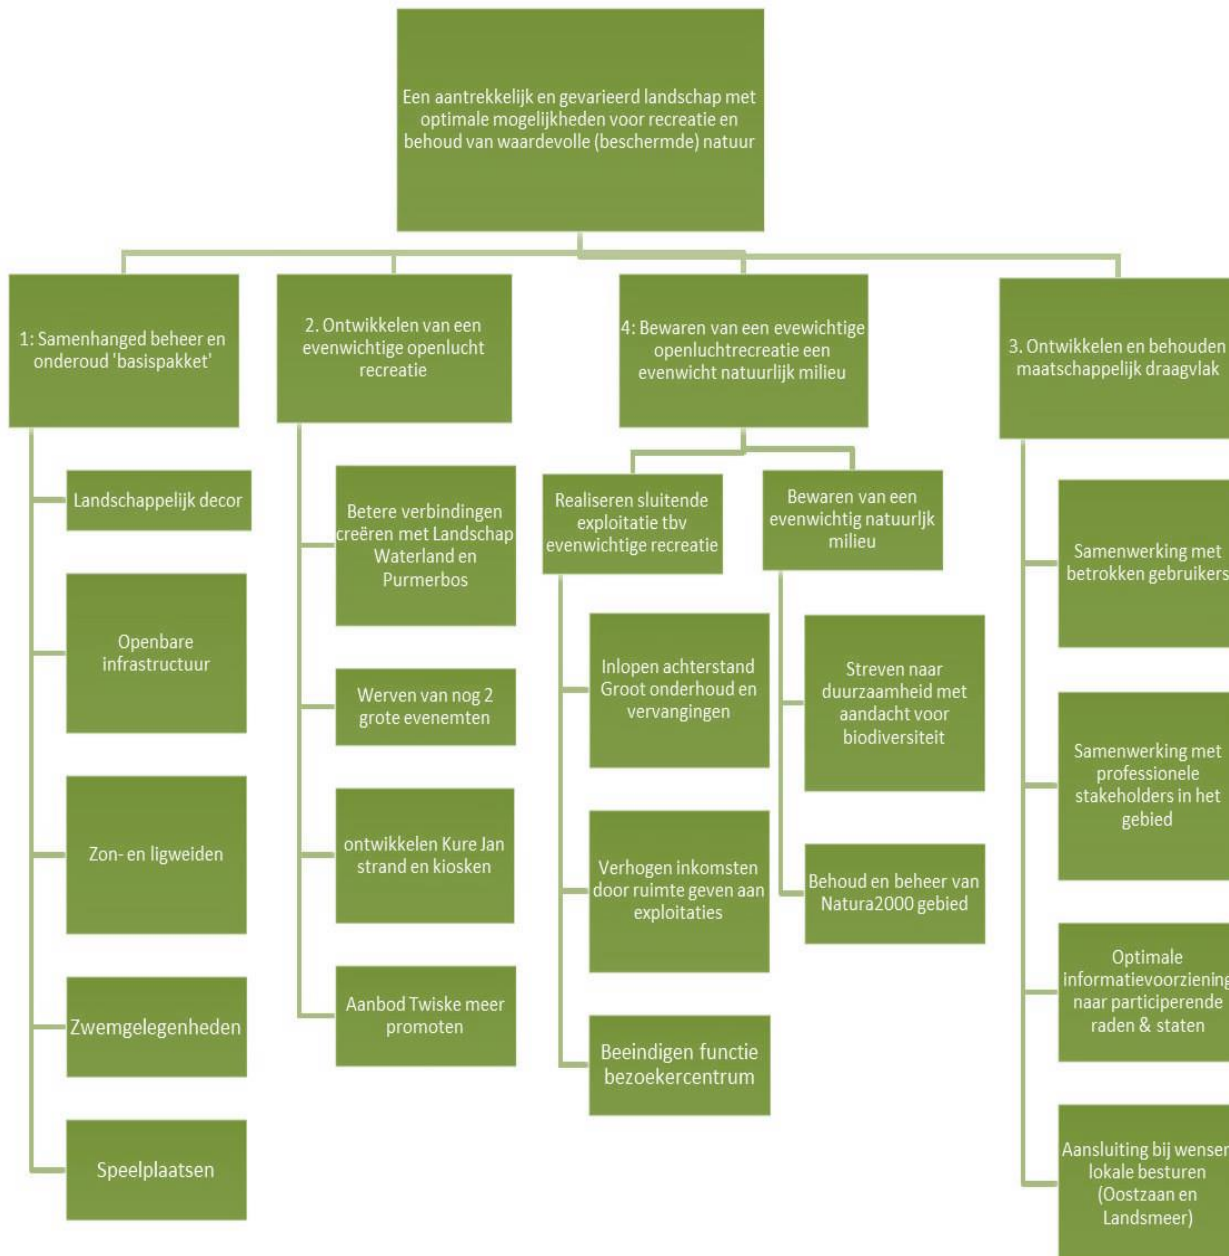 Een aantrekkelijk en gevarieerd landschap met
optimale mogelijkheden voor recreatie en
behoud van waardevolle (beschermde) natuur
1: Samenhanged beheer en
onderoud 'basispakket'
Landschappelijk decor
Openbare
infrastructuur
Zon- en ligweiden
Zwemgelegenheden
Speelplaatsen
2. Ontwikkelen van een
evenwichtige openlucht
recreatie
Betere verbindingen
creëren met Landschap
Waterland en
Purmerbos
Werven van nog 2
grote evenemten
ontwikkelen Kure Jan
strand en kiosken
Aanbod Twiske meer
promoten
4: Bewaren van een evewichtige
openluchtrecreatie een
evenwicht natuurlijk milieu
Realiseren sluitende
exploitatie tbv
evenwichtige recreatie
Inlopen achterstand
Groot onderhoud en
vervangingen
Verhogen inkomsten
door ruimte geven aan
exploitaties
Beeindigen functie
bezoekercentrum
Bewaren van een
evenwichtig natuurljk
milieu
Streven naar
duurzaamheid met
aandacht voor
biodiversiteit
Behoud en beheer van
Natura2000 gebied
3. Ontwikkelen en behouden
maatschappelijk draagvlak
Samenwerking met
betrokken gebruikers
Samenwerking met
professionele
stakeholders in het
gebied
Optimale
informatievoorziening
naar participerende
raden & staten
Aansluiting bij wensen
lokale besturen
(Oostzaan en
Landsmeer)